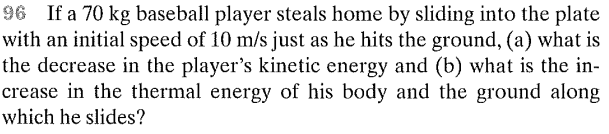 96 If a 70 kg baseball player steals home by sliding into the plate
with an initial speed of 10 m/s just as he hits the ground, (a) what is
the decrease in the player's kinetic energy and (b) what is the in-
crease in the thermal energy of his body and the ground along
which he slides?